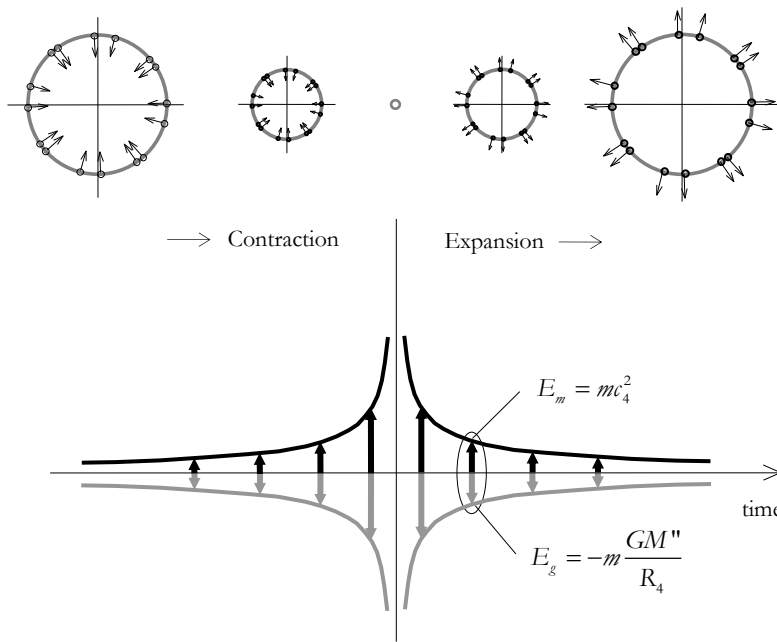 Contraction
Expansion
E_m = mc_4^2
time
E_g = -m GM" / R_4